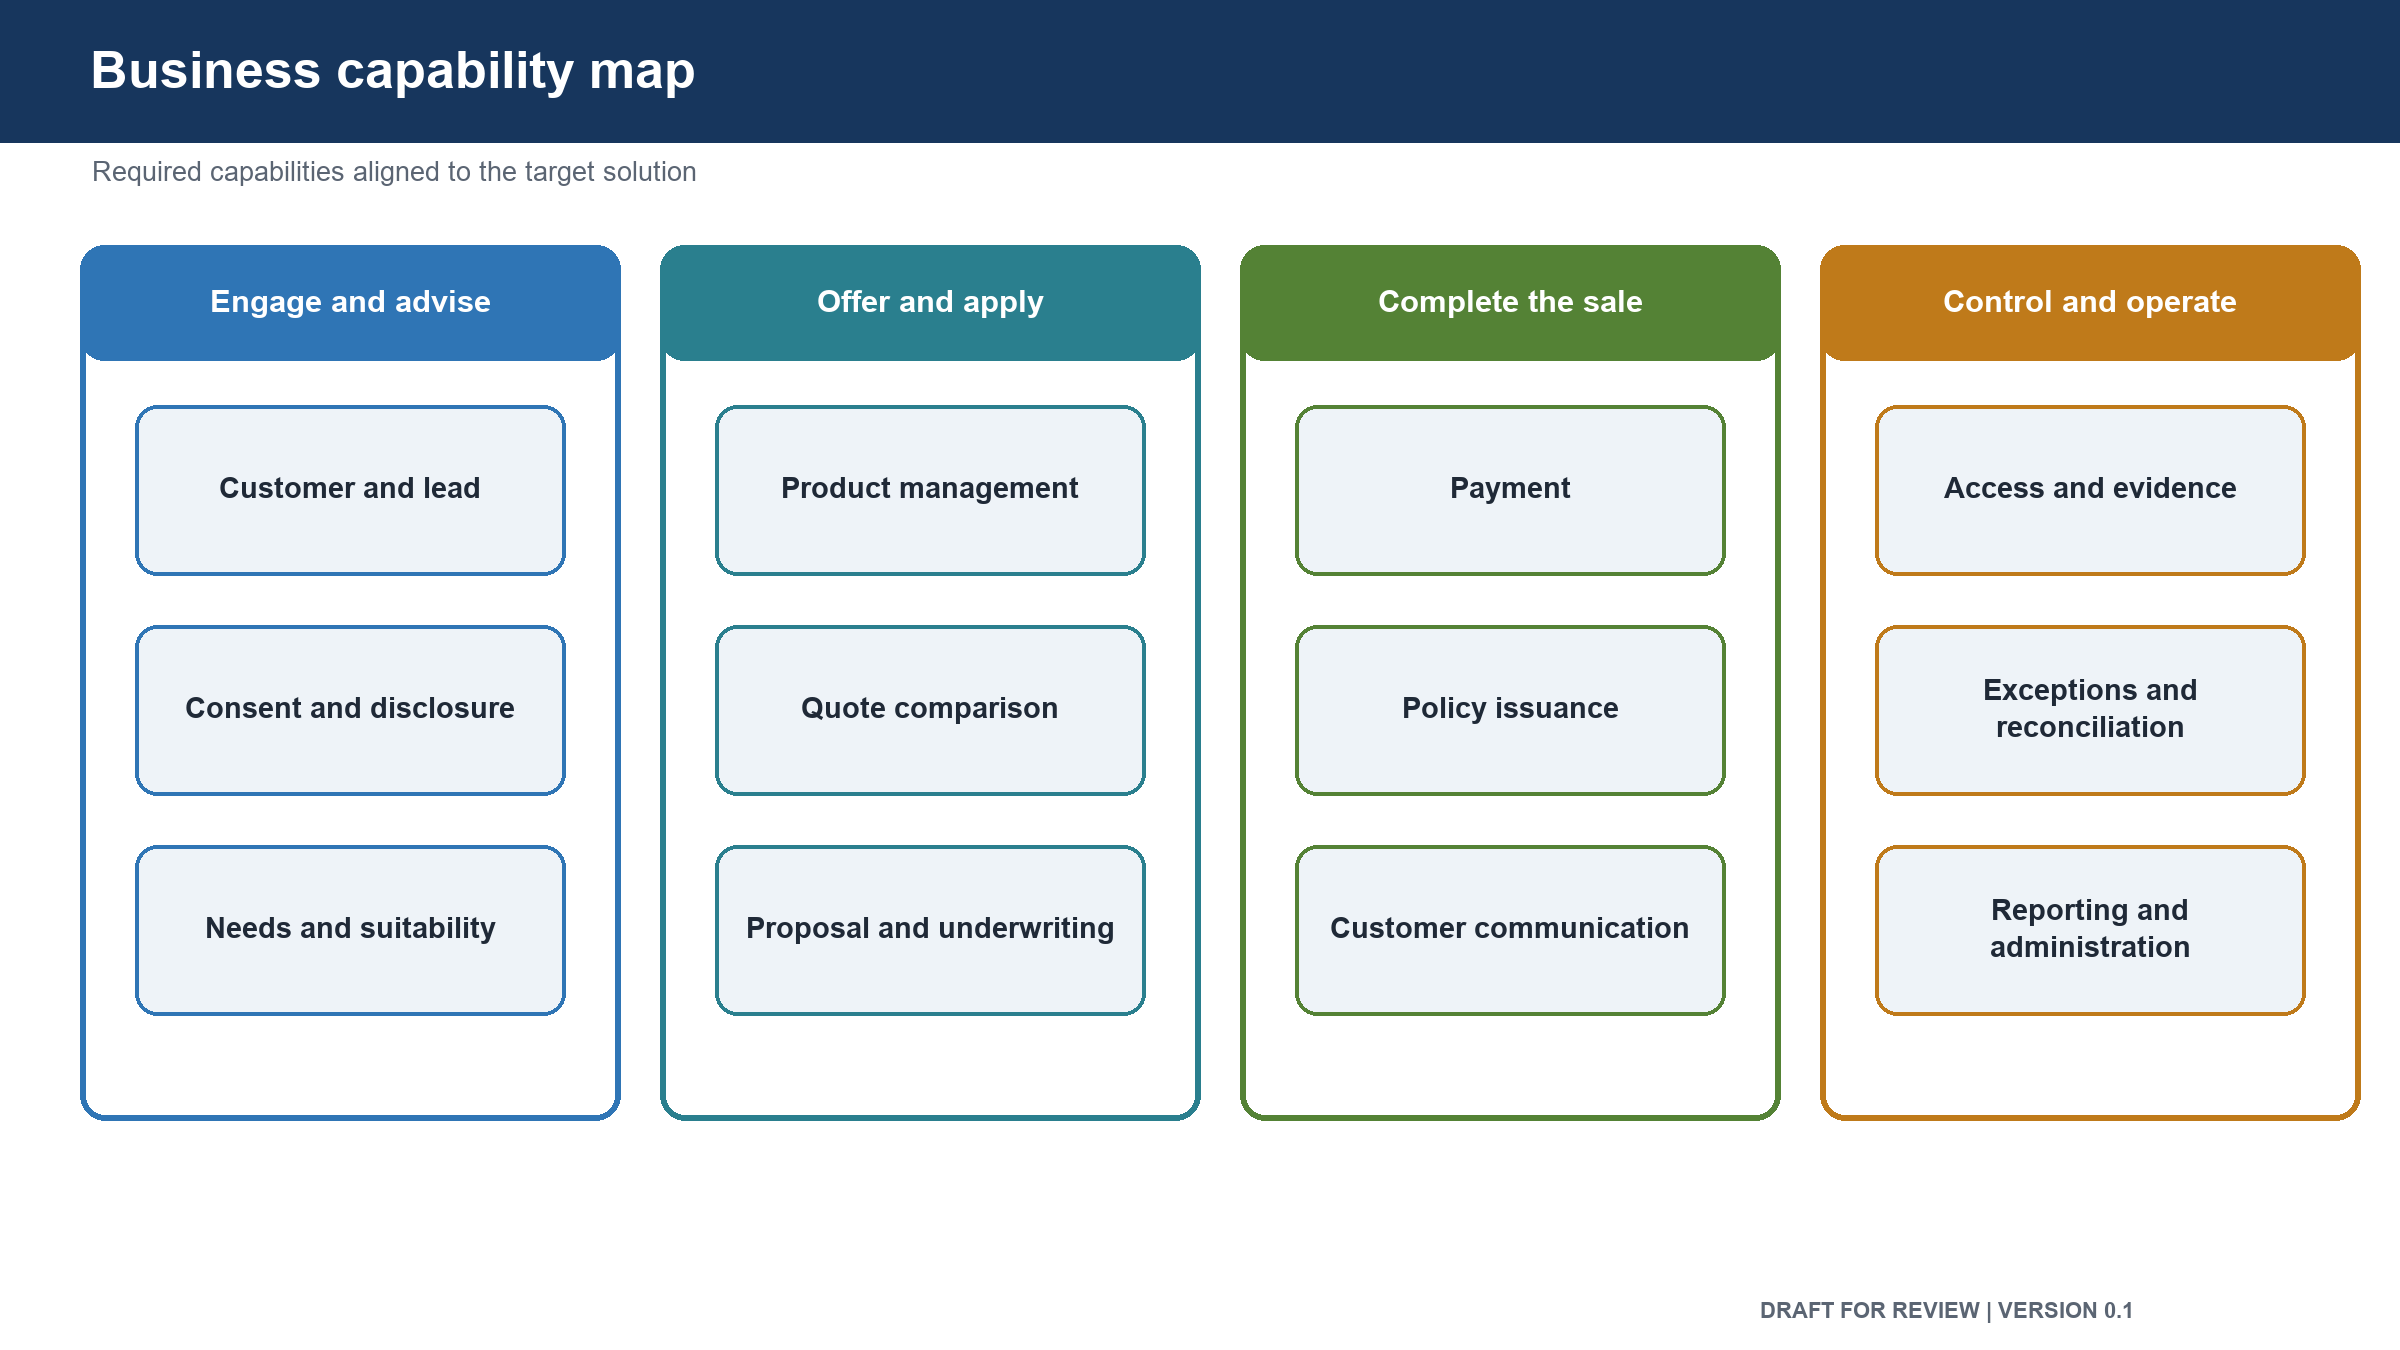 Business capability map
Required capabilities aligned to the target solution
Engage and advise
Customer and lead
Consent and disclosure
Needs and suitability
Offer and apply
Product management
Quote comparison
Proposal and underwriting
Complete the sale
Payment
Policy issuance
Customer communication
Control and operate
Access and evidence
Exceptions and
reconciliation
Reporting and
administration
DRAFT FOR REVIEW | VERSION 0.1